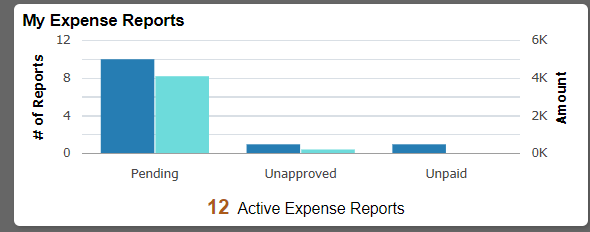 My Expense Reports
12 6K
8 4K
4 2K
0 0K
# of Reports
Amount
Pending Unapproved Unpaid
12 Active Expense Reports